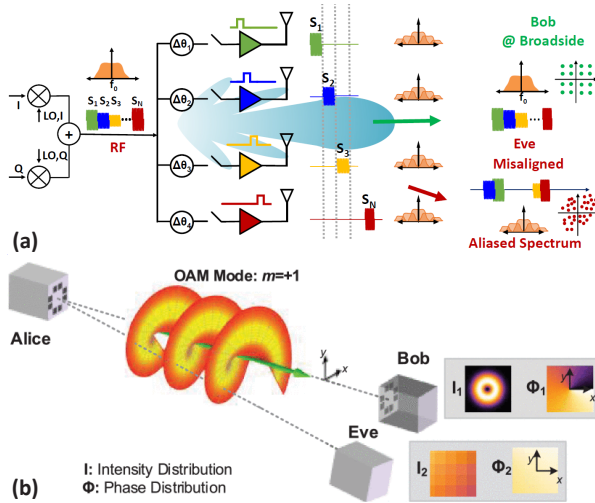 S1
Bob
@ Broadside
Δθ1
f0
S2
Δθ2
f0
I
LO,I
S1 S2 S3 SN
RF
Eve
Misaligned
Q
LO,Q
Δθ3
S3
Δθ4
SN
(a)
Aliased Spectrum
OAM Mode: m=+1
Alice
y
x
Bob
I1
Φ1
y
x
Eve
I2
Φ2
y
x
I: Intensity Distribution
Φ: Phase Distribution
(b)